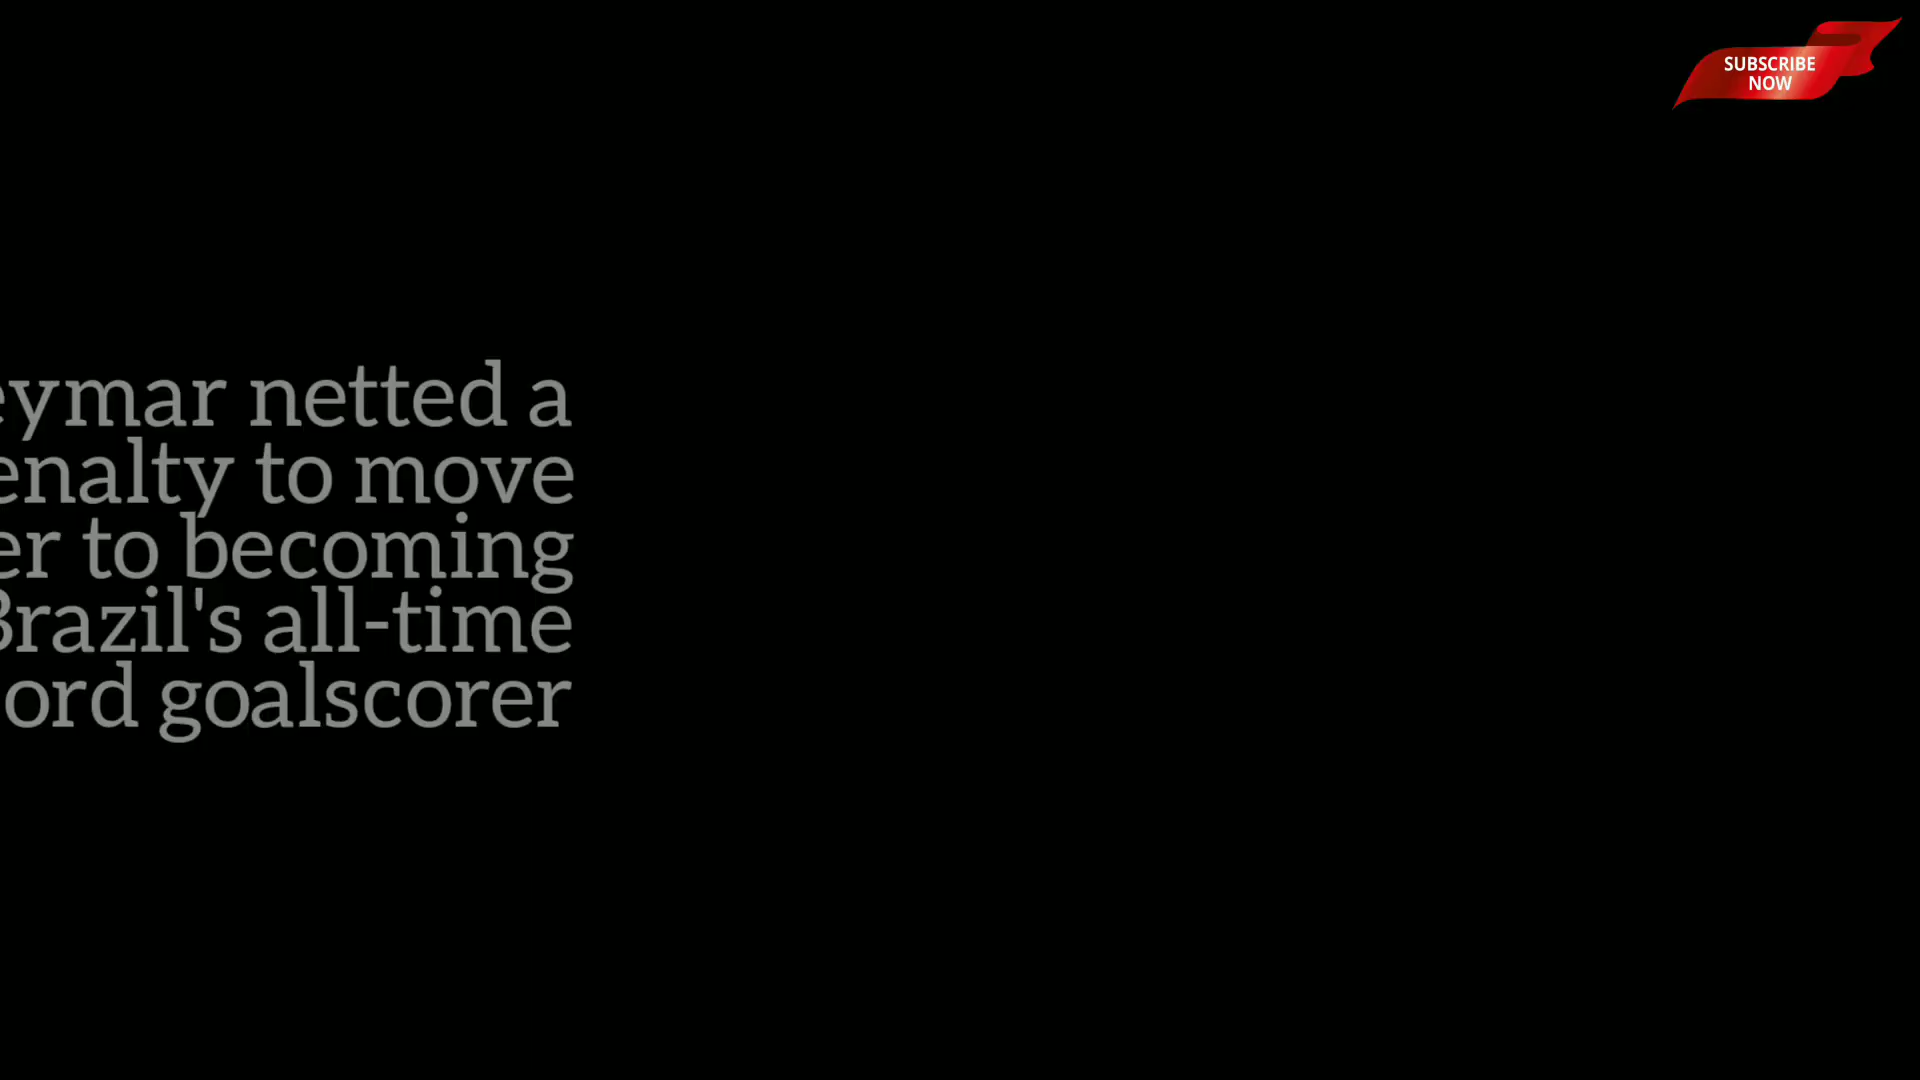 SUBSCRIBE
NOW
eymar netted a
enalty to move
er to becoming
Brazil's all-time
ord goalscorer